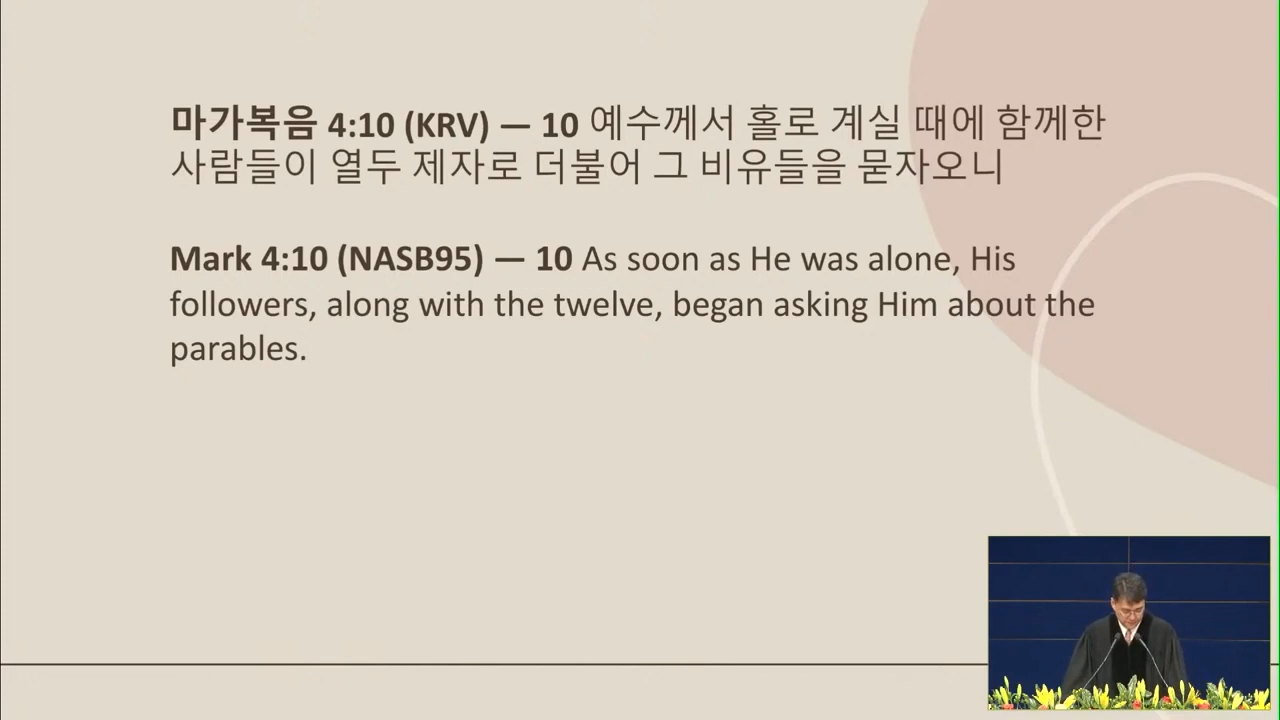 마가복음 4:10 (KRV) — 10 예수께서 홀로 계실 때에 함께한
사람들이 열두 제자로 더불어 그 비유들을 묻자오니
Mark 4:10 (NASB95) — 10 As soon as He was alone, His
followers, along with the twelve, began asking Him about the
parables.